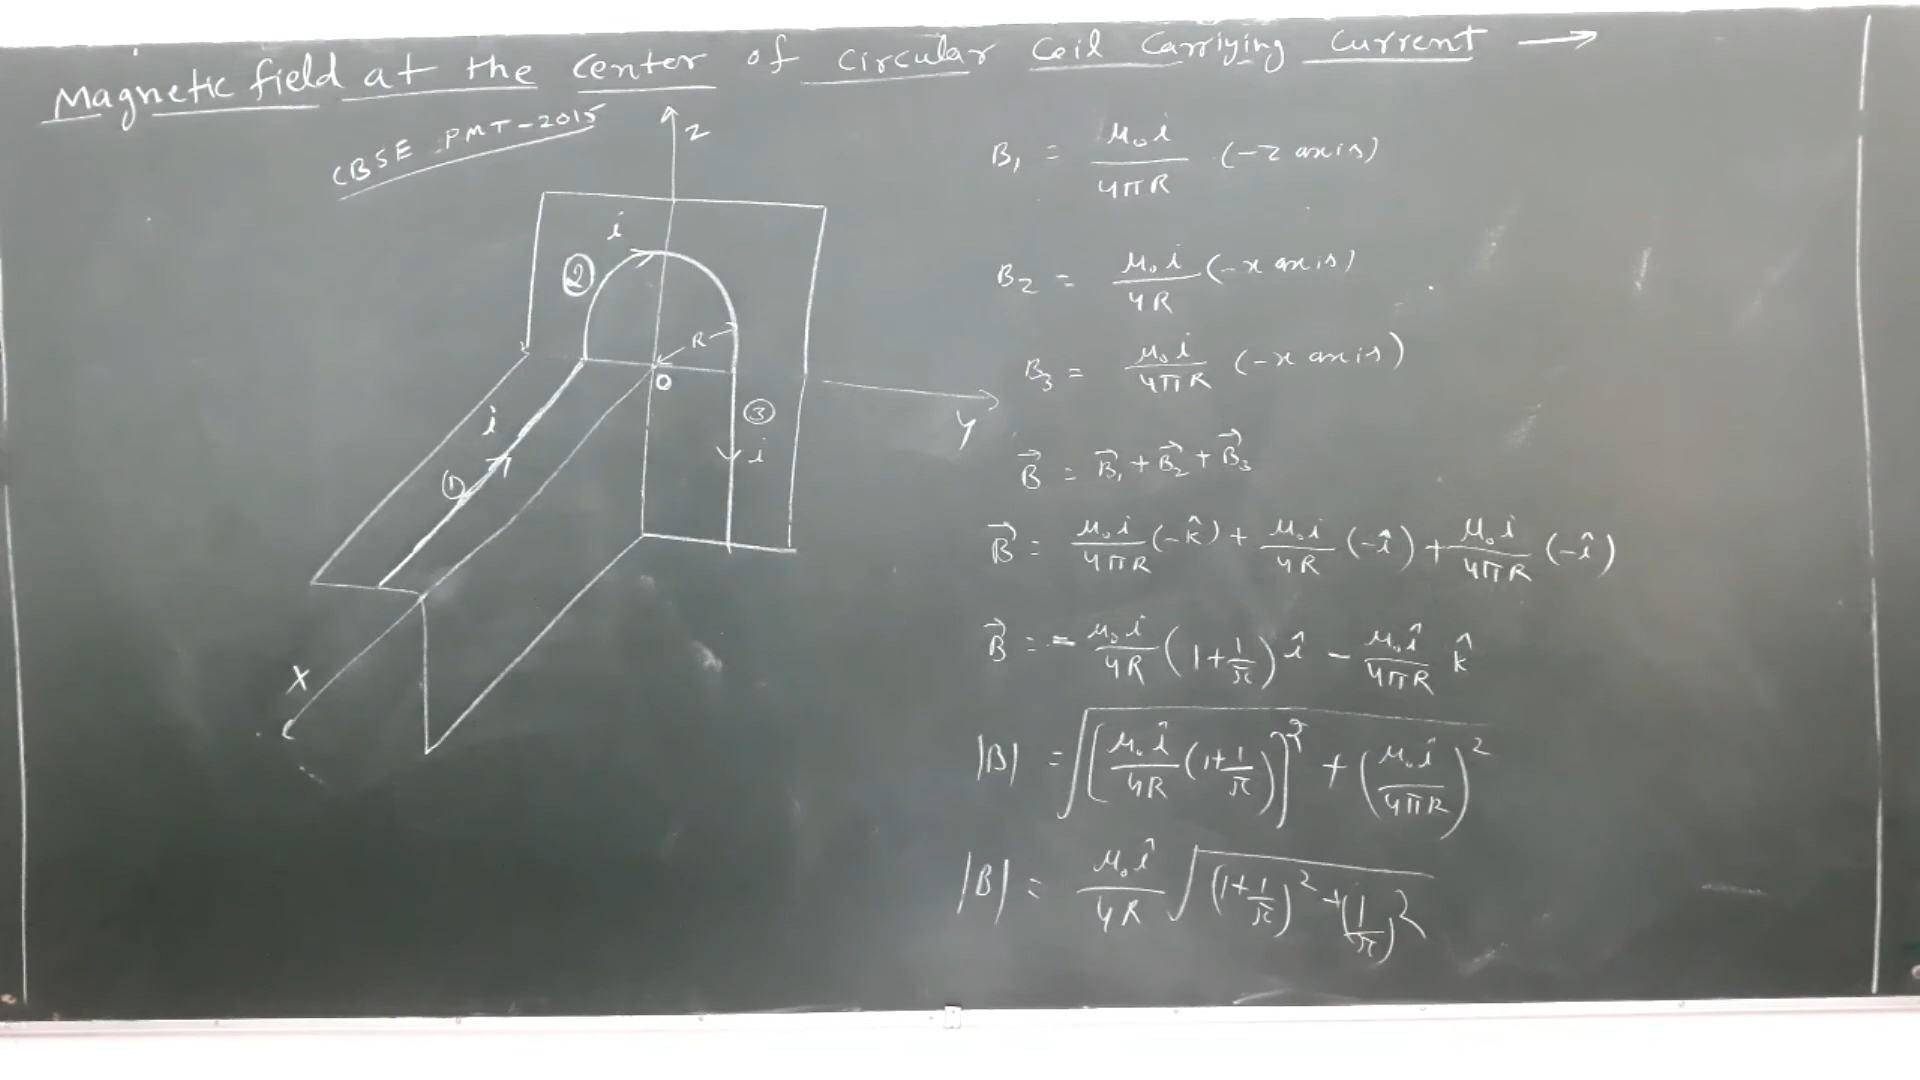 Magnetic field at the center of circular Coil Carriying current →
CBSE PMT-2015
Z
i
②
R
O
③
i
Y
i
①
X
B₁ = μ₀i/4πR (-z axis)
B₂ = μ₀i/4R (-x axis)
B₃ = μ₀i/4πR (-x axis)
B⃗ = B⃗₁ + B⃗₂ + B⃗₃
B⃗ = μ₀i/4πR (-k̂) + μ₀i/4R (-î) + μ₀i/4πR (-î)
B⃗ = - μ₀i/4R (1+1/π) î - μ₀i/4πR k̂
|B| = √([μ₀i/4R (1+1/π)]² + (μ₀i/4πR)²)
|B| = μ₀i/4R √((1+1/π)² + (1/π)²)